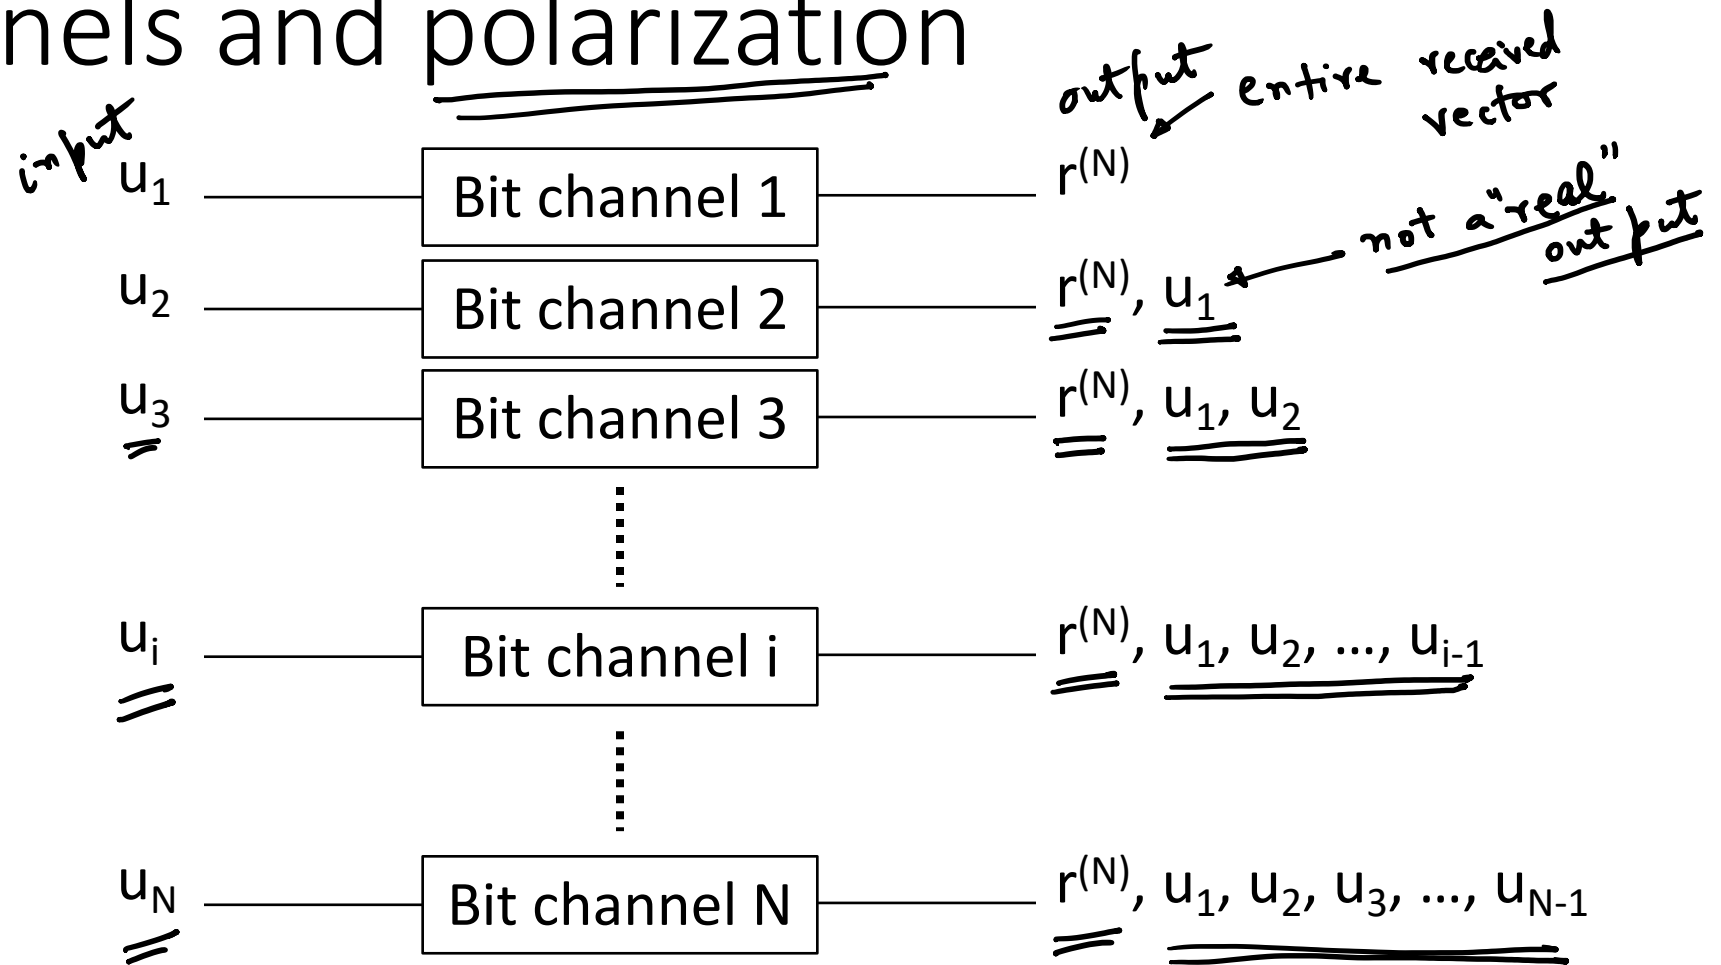 nels and polarization
output entire received
vector
input
u₁ Bit channel 1 r⁽ᴺ⁾
not a "real"
output
u₂ Bit channel 2 r⁽ᴺ⁾, u₁
u₃ Bit channel 3 r⁽ᴺ⁾, u₁, u₂
uᵢ Bit channel i r⁽ᴺ⁾, u₁, u₂, ..., uᵢ₋₁
u_N Bit channel N r⁽ᴺ⁾, u₁, u₂, u₃, ..., u_N-1